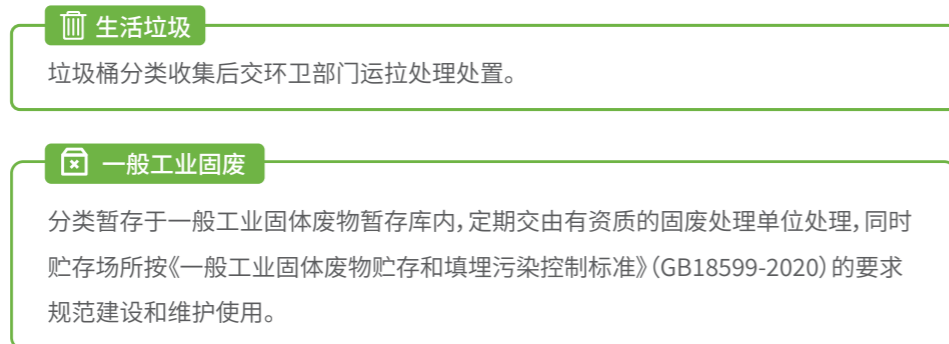 生活垃圾
垃圾桶分类收集后交环卫部门运拉处理处置。
一般工业固废
分类暂存于一般工业固体废物暂存库内，定期交由有资质的固废处理单位处理，同时
贮存场所按《一般工业固体废物贮存和填埋污染控制标准》（GB18599-2020）的要求
规范建设和维护使用。